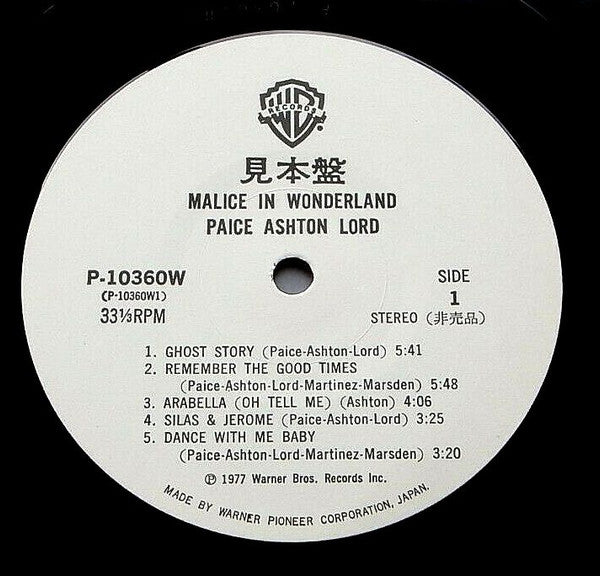 WB
RECORDS®
見本盤
MALICE IN WONDERLAND
PAICE ASHTON LORD
P-10360W
(P-10360W1)
33⅓RPM
SIDE
1
STEREO (非売品)
1. GHOST STORY (Paice-Ashton-Lord) 5:41
2. REMEMBER THE GOOD TIMES
(Paice-Ashton-Lord-Martinez-Marsden) 5:48
3. ARABELLA (OH TELL ME) (Ashton) 4:06
4. SILAS & JEROME (Paice-Ashton-Lord) 3:25
5. DANCE WITH ME BABY
(Paice-Ashton-Lord-Martinez-Marsden) 3:20
℗ 1977 Warner Bros. Records Inc.
MADE BY WARNER PIONEER CORPORATION, JAPAN.